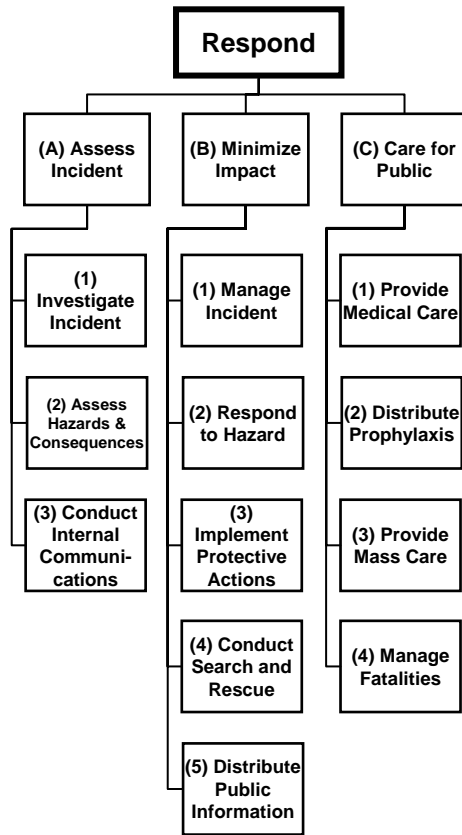 Respond
(A) Assess
Incident
(B) Minimize
Impact
(C) Care for
Public
(1)
Investigate
Incident
(1) Manage
Incident
(1) Provide
Medical Care
(2) Assess
Hazards &
Consequences
(2) Respond
to Hazard
(2) Distribute
Prophylaxis
(3) Conduct
Internal
Communi-
cations
(3)
Implement
Protective
Actions
(3) Provide
Mass Care
(4) Conduct
Search and
Rescue
(4) Manage
Fatalities
(5) Distribute
Public
Information